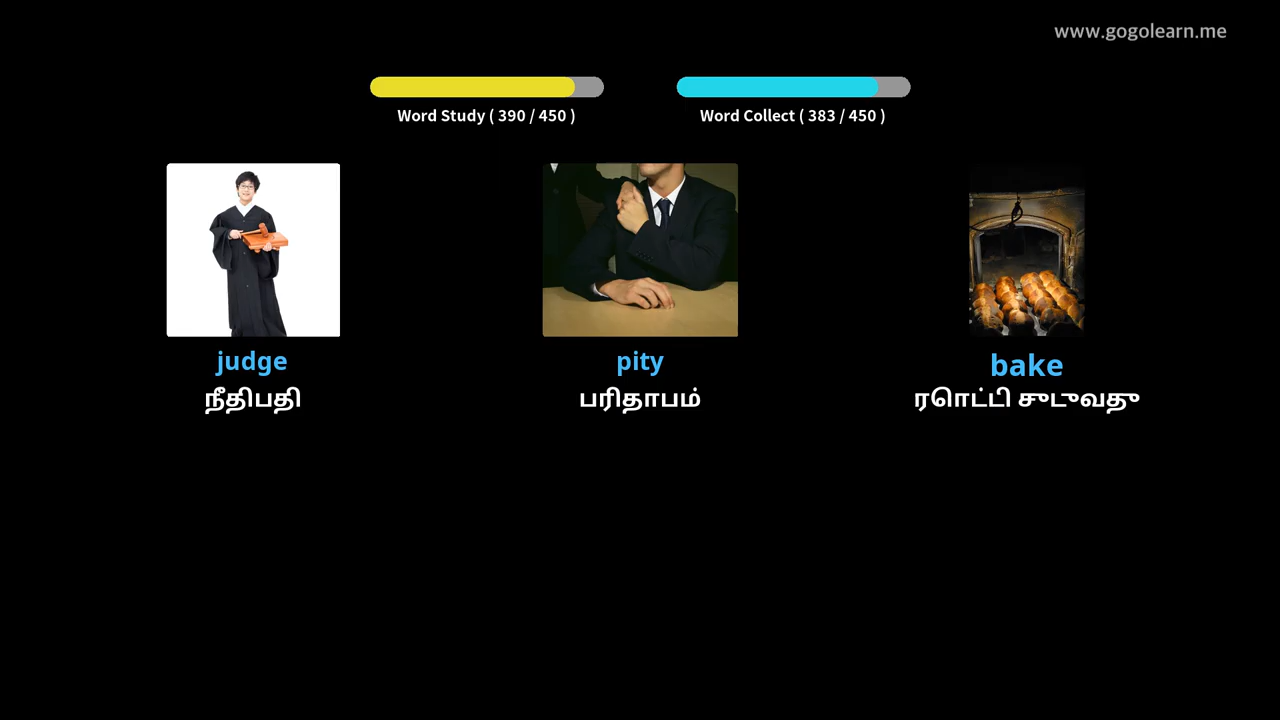 www.gogolearn.me
Word Study ( 390 / 450 )
Word Collect ( 383 / 450 )
judge
pity
bake
நீதிபதி
பரிதாபம்
ரொட்டி சுடுவது